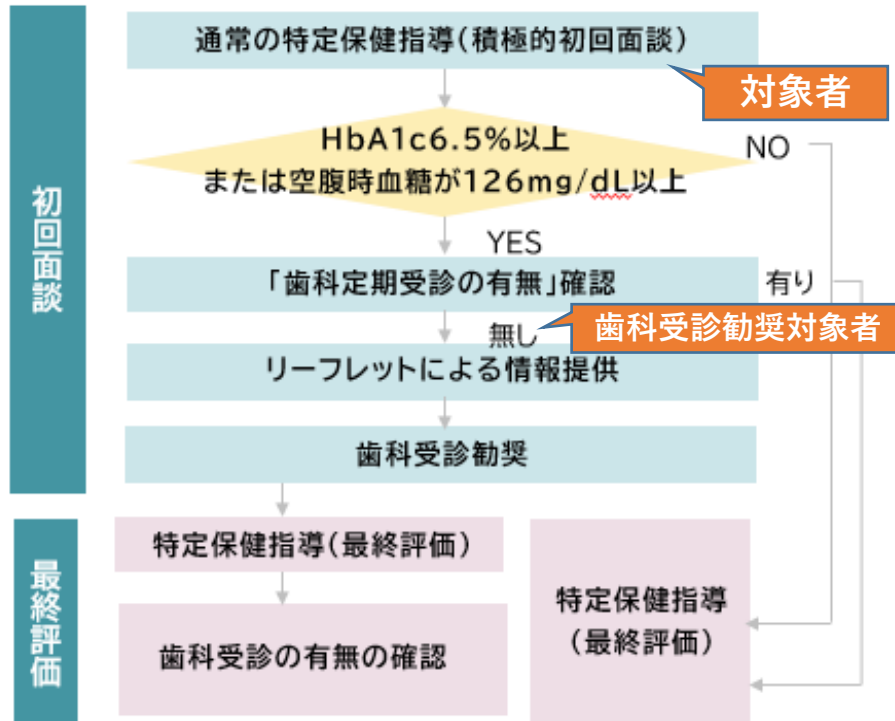 初回面談
通常の特定保健指導(積極的初回面談)
対象者
HbA1c6.5%以上
または空腹時血糖が126mg/dL以上
NO
YES
「歯科定期受診の有無」確認
有り
無し
歯科受診勧奨対象者
リーフレットによる情報提供
歯科受診勧奨
最終評価
特定保健指導(最終評価)
歯科受診の有無の確認
特定保健指導
(最終評価)